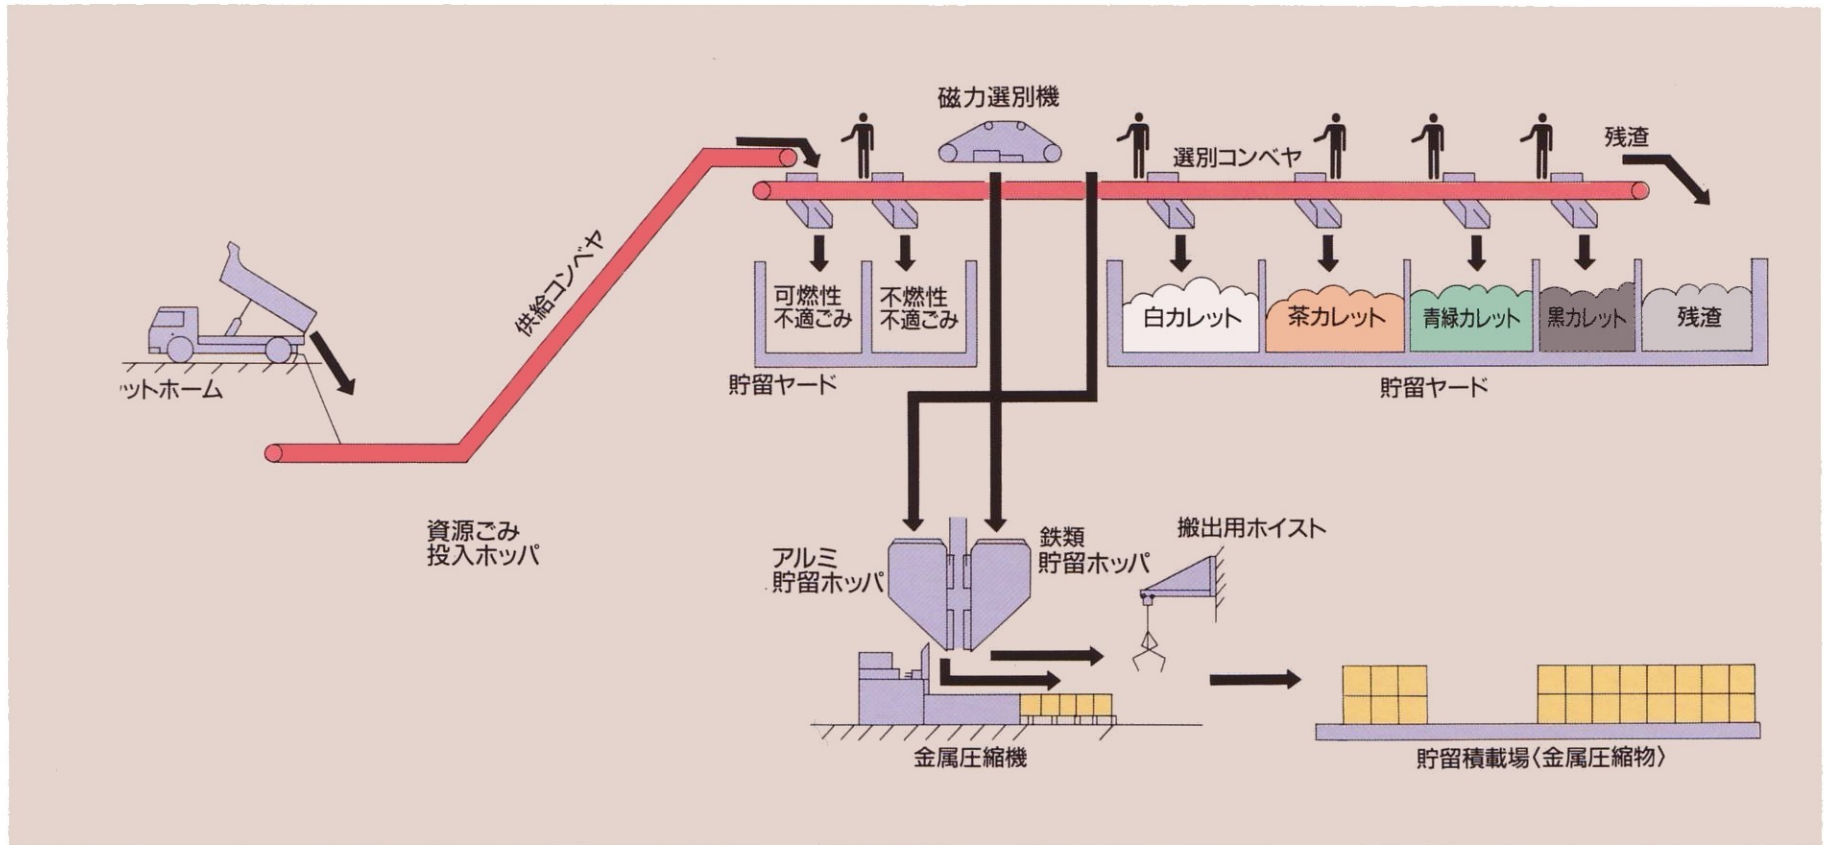 磁力選別機
選別コンベヤ
残渣
供給コンベヤ
可燃性
不適ごみ
不燃性
不適ごみ
白カレット
茶カレット
青緑カレット
黒カレット
残渣
ットホーム
貯留ヤード
貯留ヤード
資源ごみ
投入ホッパ
アルミ
貯留ホッパ
鉄類
貯留ホッパ
搬出用ホイスト
金属圧縮機
貯留積載場〈金属圧縮物〉